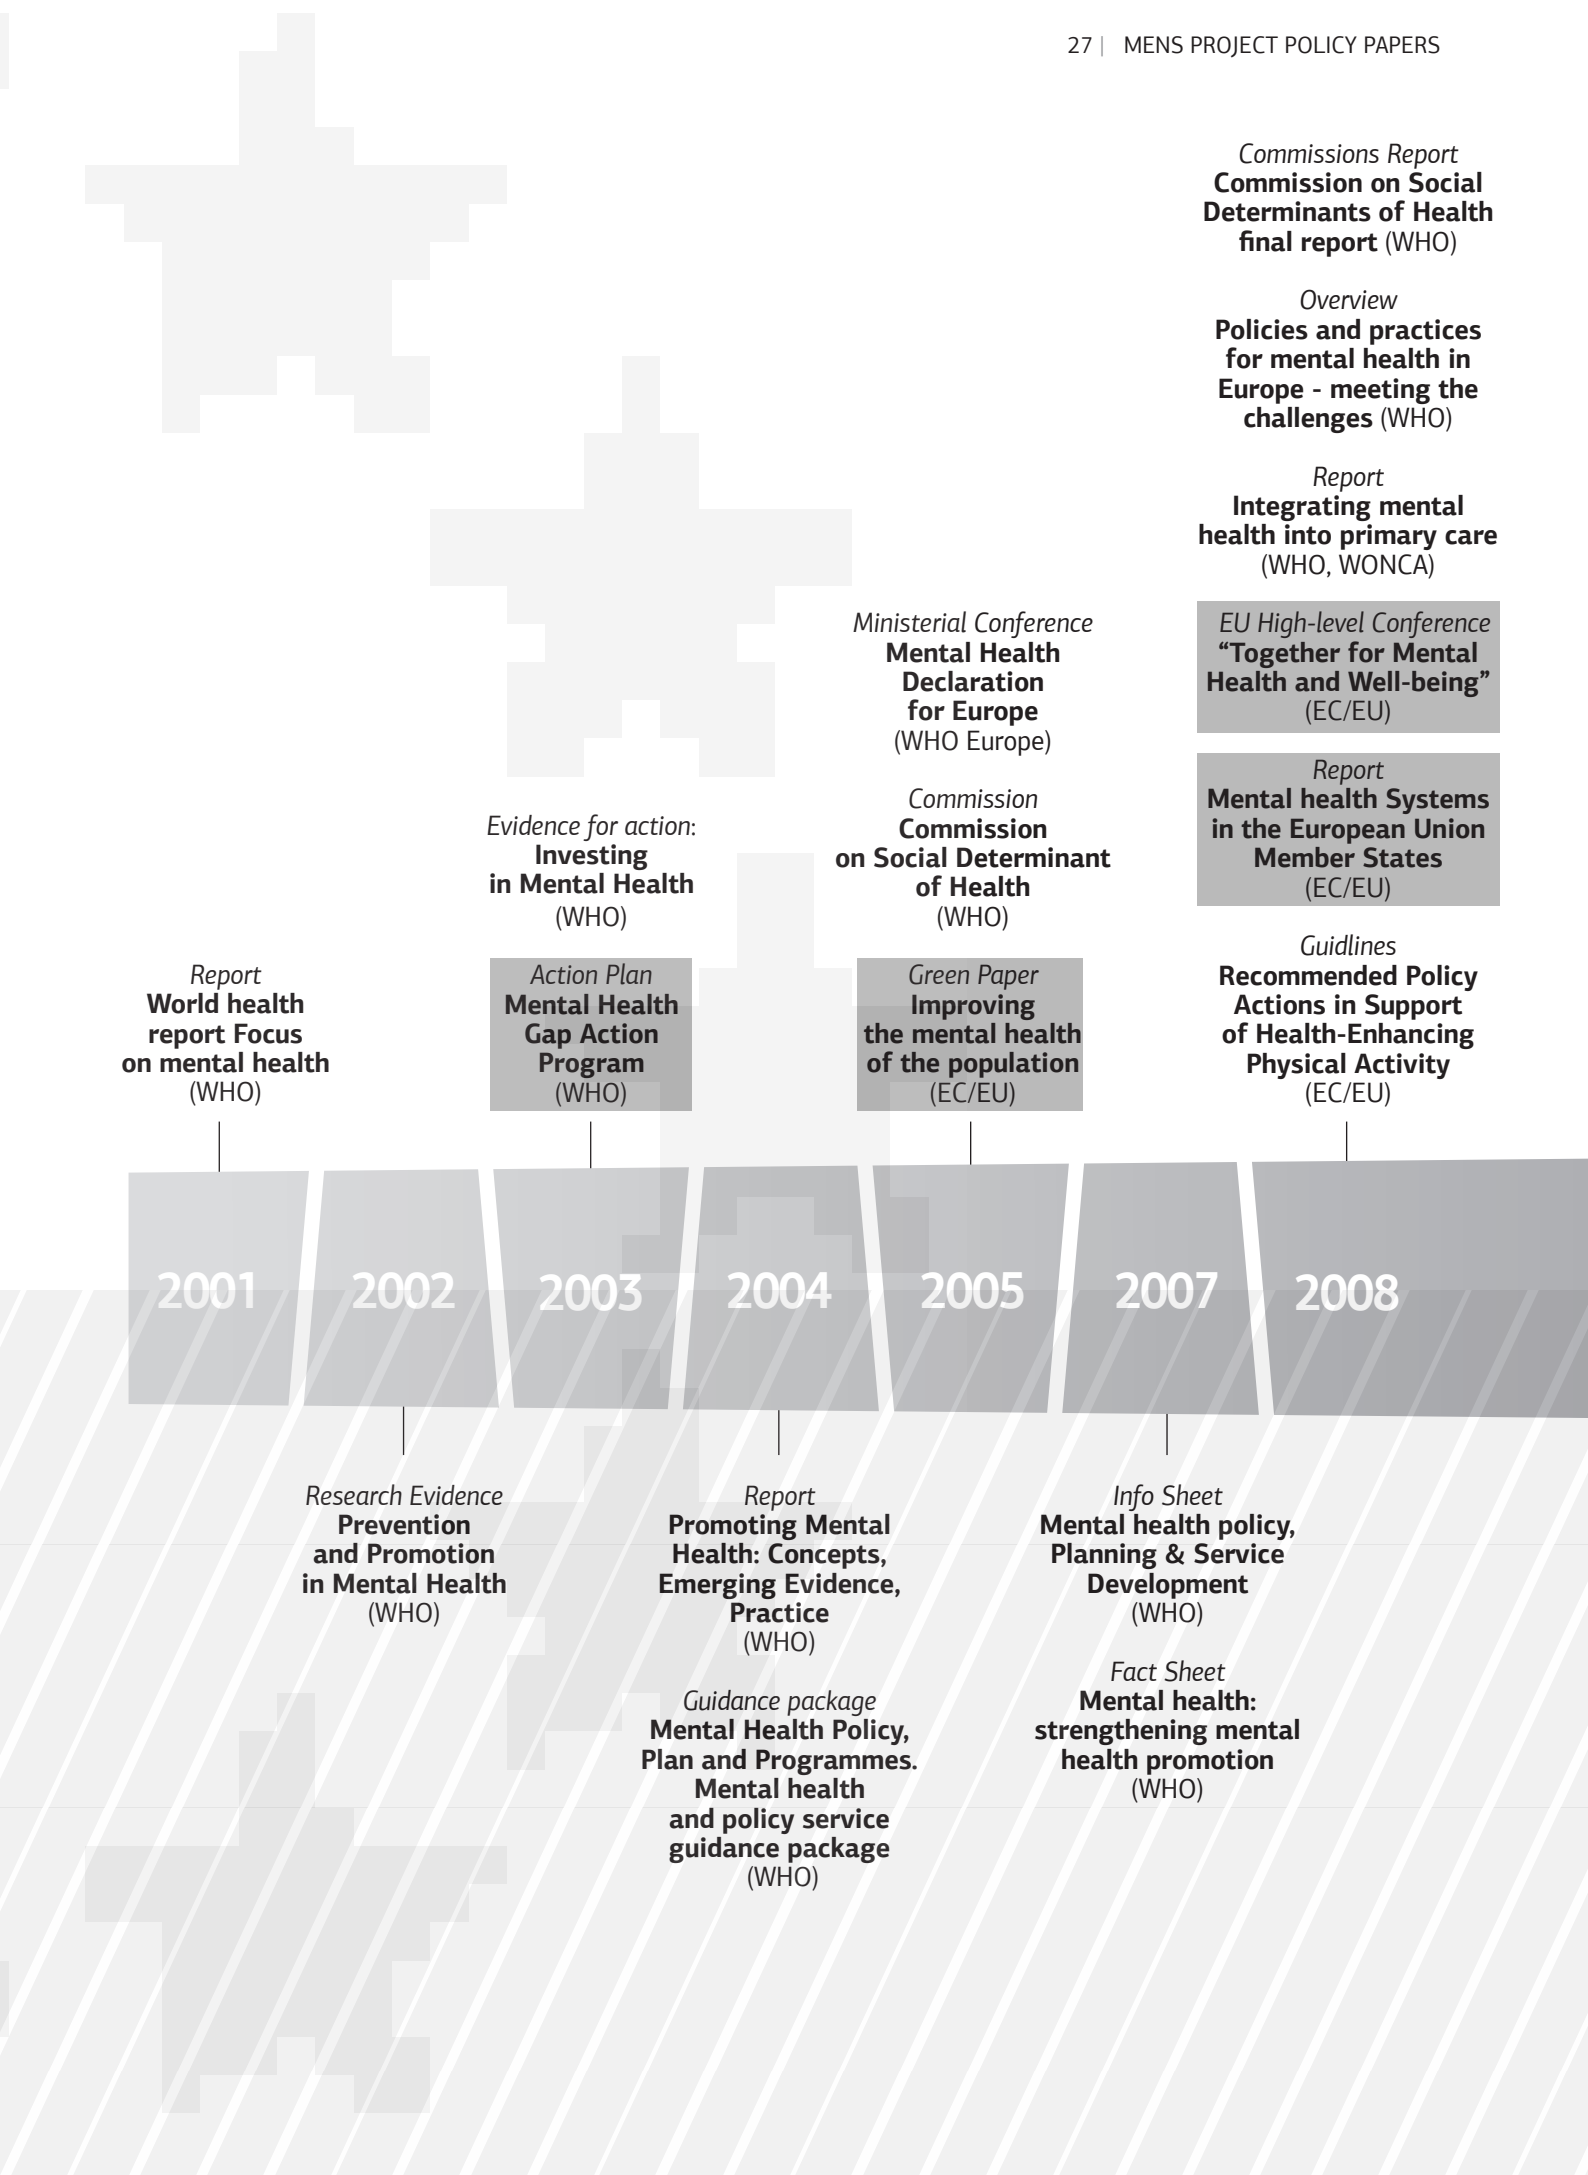 27 | MENS PROJECT POLICY PAPERS
Commissions Report
Commission on Social
Determinants of Health
final report (WHO)
Overview
Policies and practices
for mental health in
Europe - meeting the
challenges (WHO)
Report
Integrating mental
health into primary care
(WHO, WONCA)
EU High-level Conference
“Together for Mental
Health and Well-being”
(EC/EU)
Report
Mental health Systems
in the European Union
Member States
(EC/EU)
Guidlines
Recommended Policy
Actions in Support
of Health-Enhancing
Physical Activity
(EC/EU)
Ministerial Conference
Mental Health
Declaration
for Europe
(WHO Europe)
Commission
Commission
on Social Determinant
of Health
(WHO)
Green Paper
Improving
the mental health
of the population
(EC/EU)
Evidence for action:
Investing
in Mental Health
(WHO)
Action Plan
Mental Health
Gap Action
Program
(WHO)
Report
World health
report Focus
on mental health
(WHO)
2001
2002
2003
2004
2005
2007
2008
Research Evidence
Prevention
and Promotion
in Mental Health
(WHO)
Report
Promoting Mental
Health: Concepts,
Emerging Evidence,
Practice
(WHO)
Guidance package
Mental Health Policy,
Plan and Programmes.
Mental health
and policy service
guidance package
(WHO)
Info Sheet
Mental health policy,
Planning & Service
Development
(WHO)
Fact Sheet
Mental health:
strengthening mental
health promotion
(WHO)